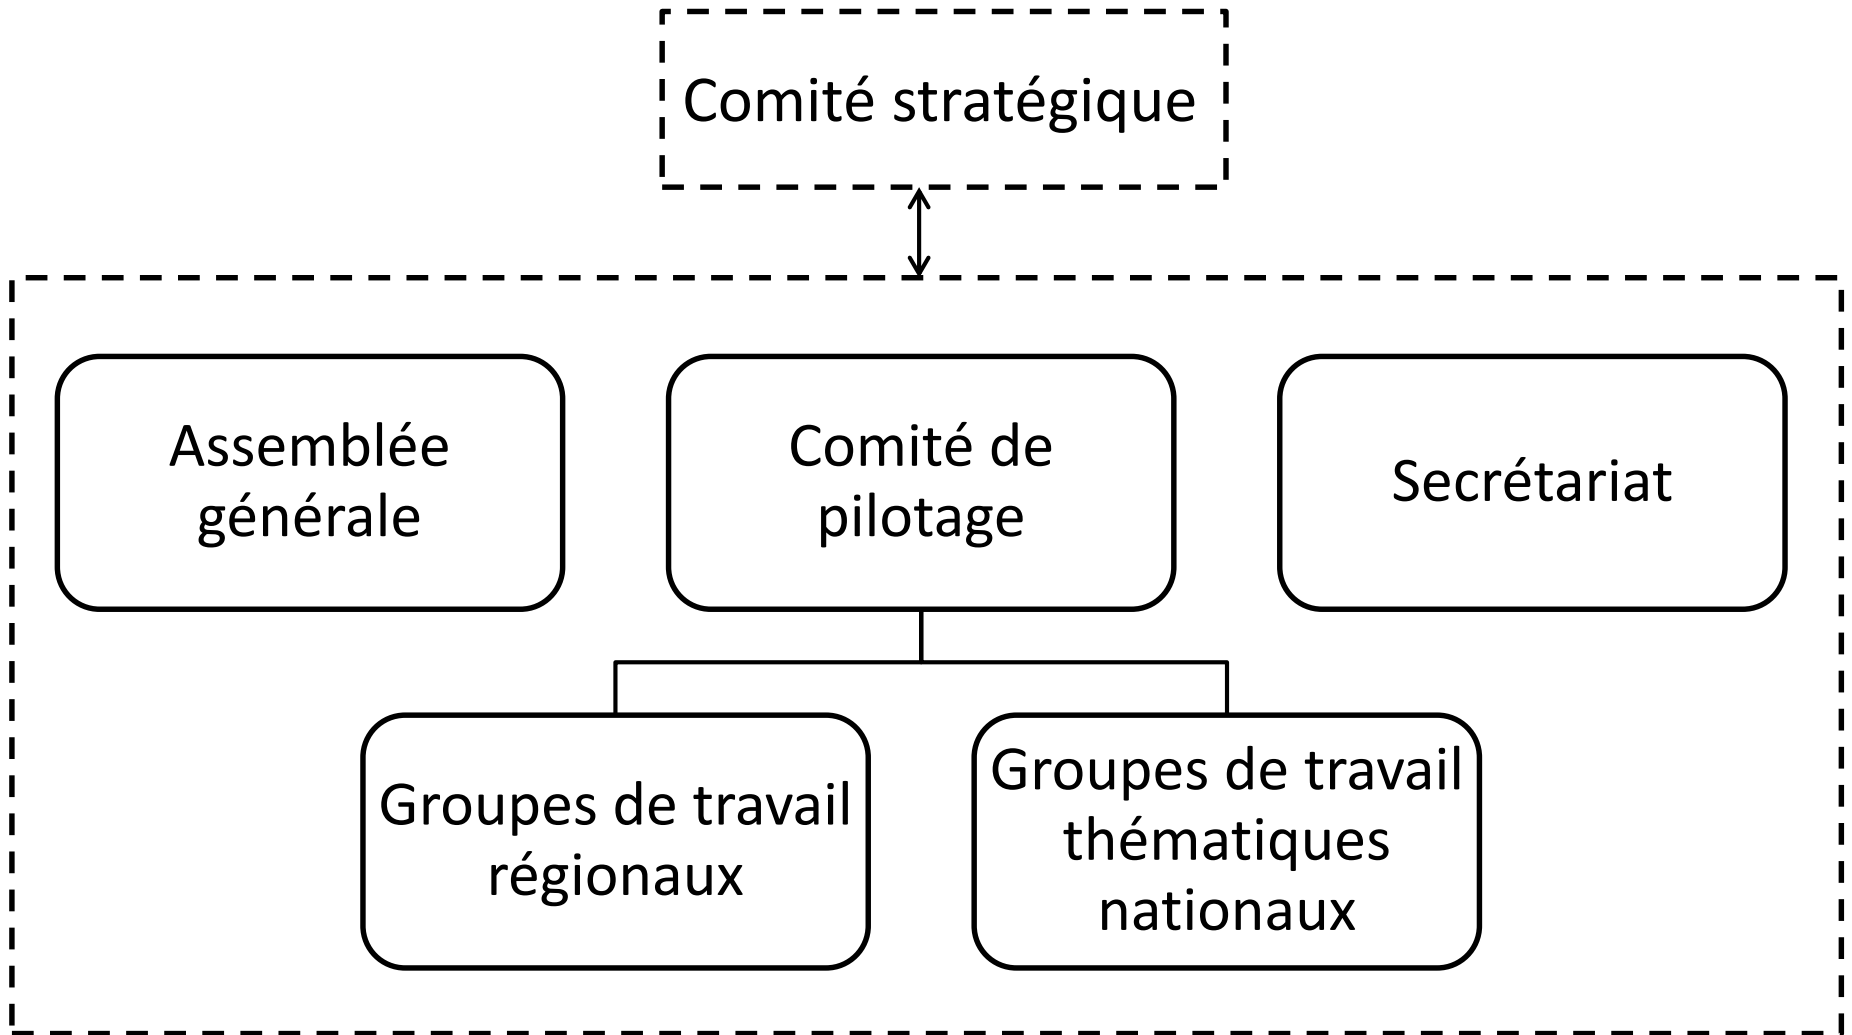 Comité stratégique
Assemblée
générale
Comité de
pilotage
Secrétariat
Groupes de travail
régionaux
Groupes de travail
thématiques
nationaux